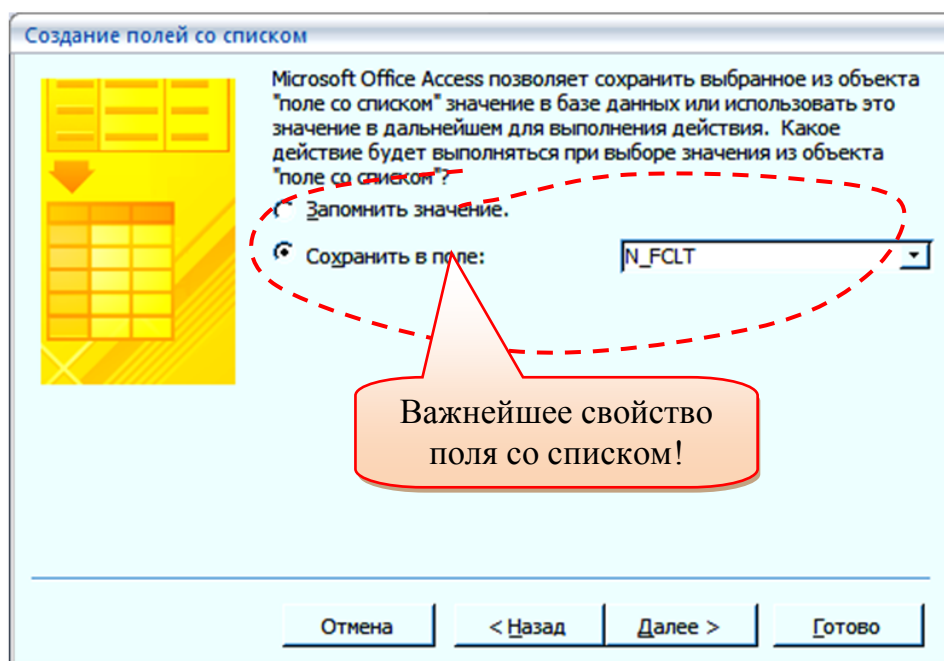 Создание полей со списком
Microsoft Office Access позволяет сохранить выбранное из объекта
"поле со списком" значение в базе данных или использовать это
значение в дальнейшем для выполнения действия. Какое
действие будет выполняться при выборе значения из объекта
"поле со списком"?
Запомнить значение.
Сохранить в поле: N_FCLT
Важнейшее свойство
поля со списком!
Отмена < Назад Далее > Готово